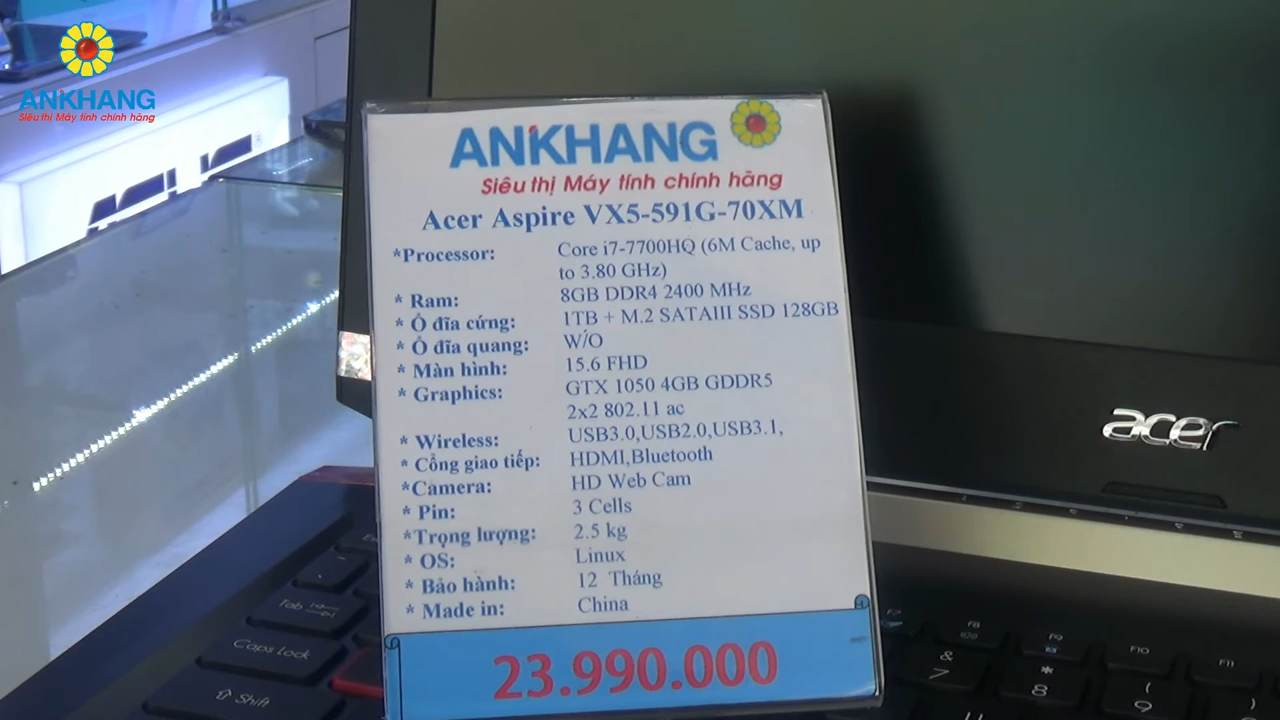 ANKHANG
Siêu thị Máy tính chính hãng
ASUS
ANKHANG
Siêu thị Máy tính chính hãng
Acer Aspire VX5-591G-70XM
*Processor: Core i7-7700HQ (6M Cache, up
to 3.80 GHz)
* Ram: 8GB DDR4 2400 MHz
* Ổ đĩa cứng: 1TB + M.2 SATAIII SSD 128GB
* Ổ đĩa quang: W/O
* Màn hình: 15.6 FHD
* Graphics: GTX 1050 4GB GDDR5
2x2 802.11 ac
* Wireless: USB3.0,USB2.0,USB3.1,
* Cổng giao tiếp: HDMI,Bluetooth
*Camera: HD Web Cam
* Pin: 3 Cells
*Trọng lượng: 2.5 kg
* OS: Linux
* Bảo hành: 12 Tháng
* Made in: China
23.990.000
acer
Tab
Caps Lock
Shift
F7
F8
F9
F10
F11
&
7
*
8
(
9
U